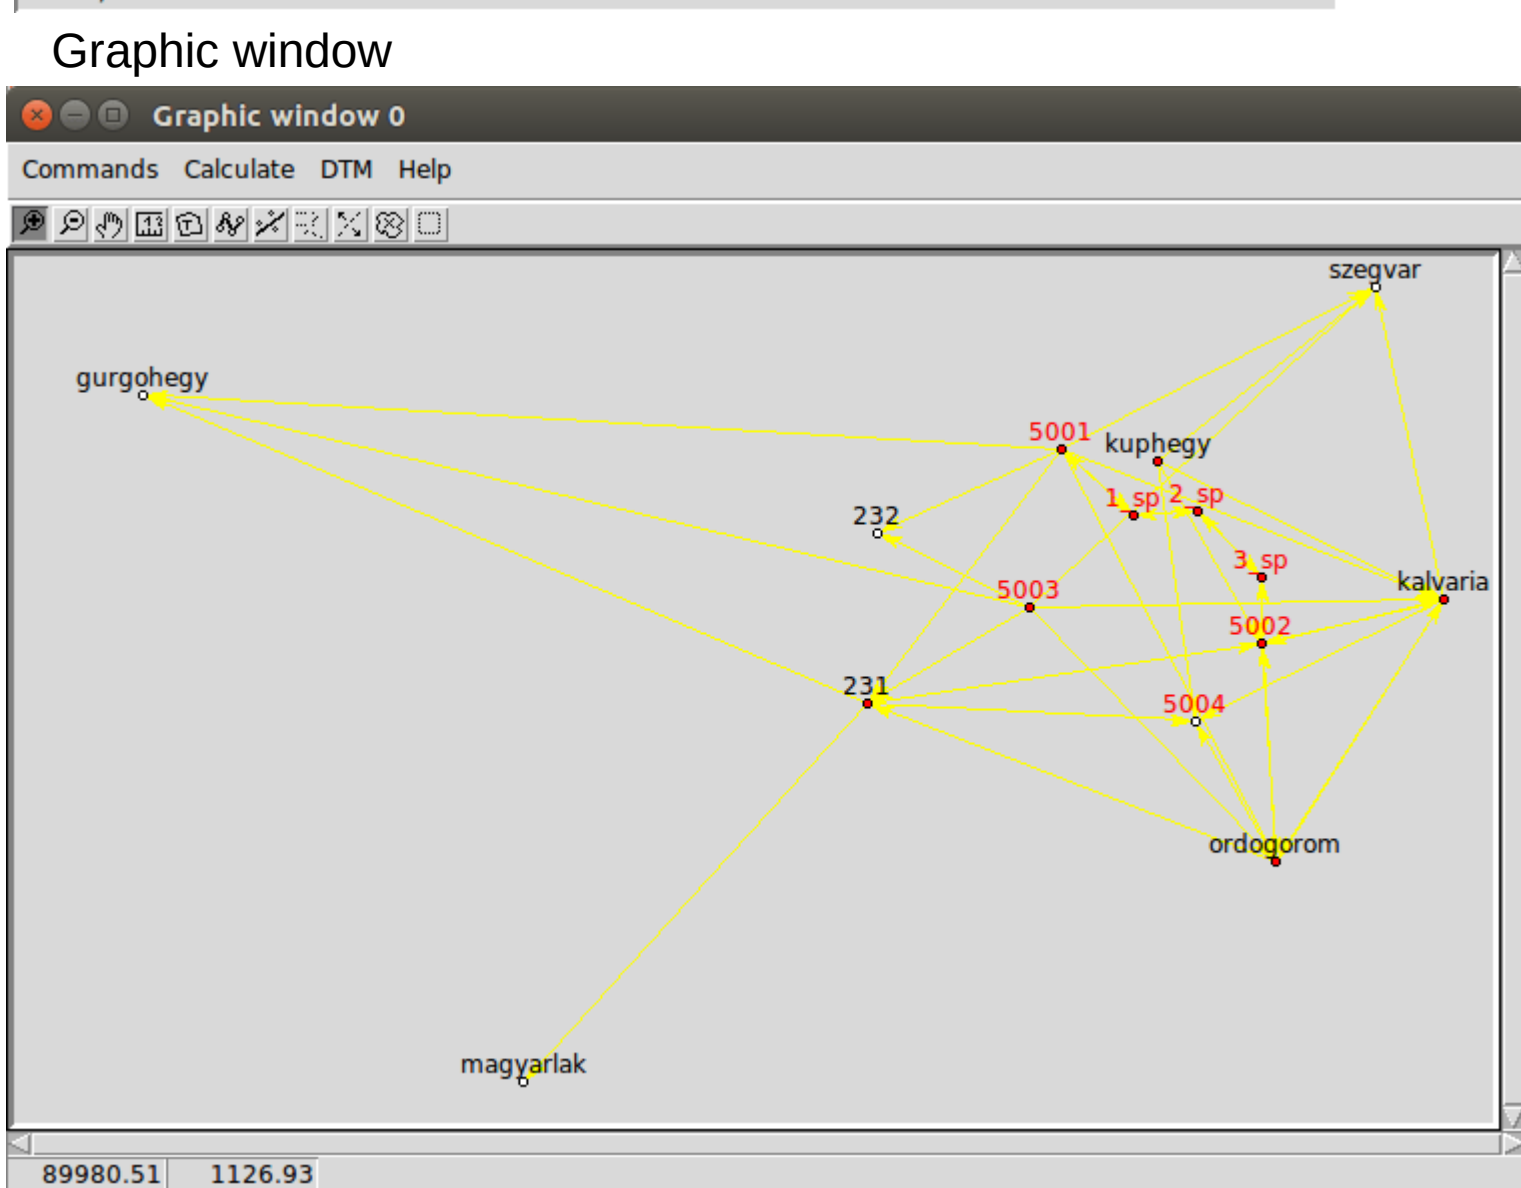 Graphic window
Graphic window 0
Commands Calculate DTM Help
szegvar
gurgohegy
5001
kuphegy
1_sp 2_sp
232
3_sp
kalvaria
5003
5002
231
5004
ordogorom
magyarlak
89980.51 1126.93